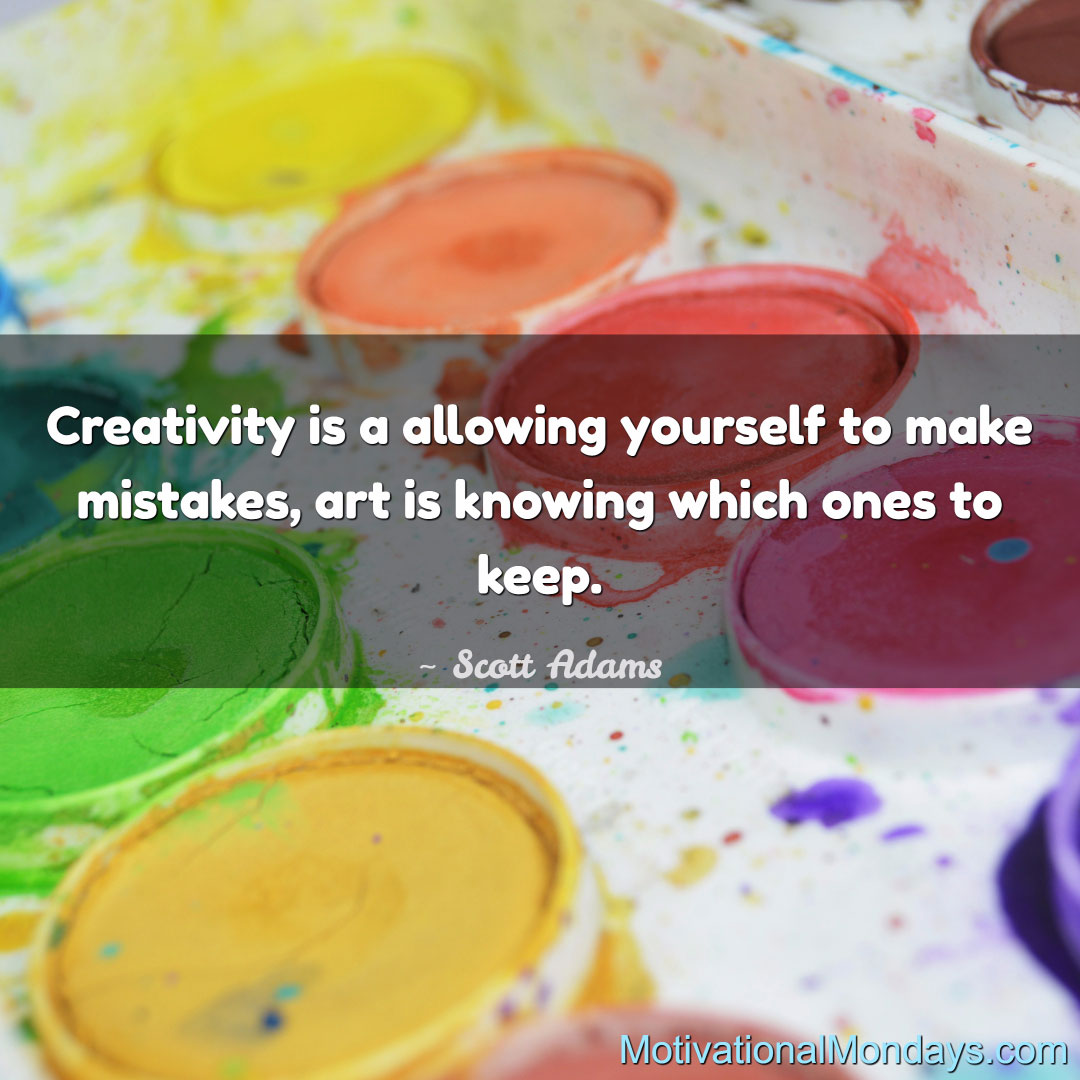 Creativity is a allowing yourself to make
mistakes, art is knowing which ones to
keep.
~ Scott Adams
MotivationalMondays.com